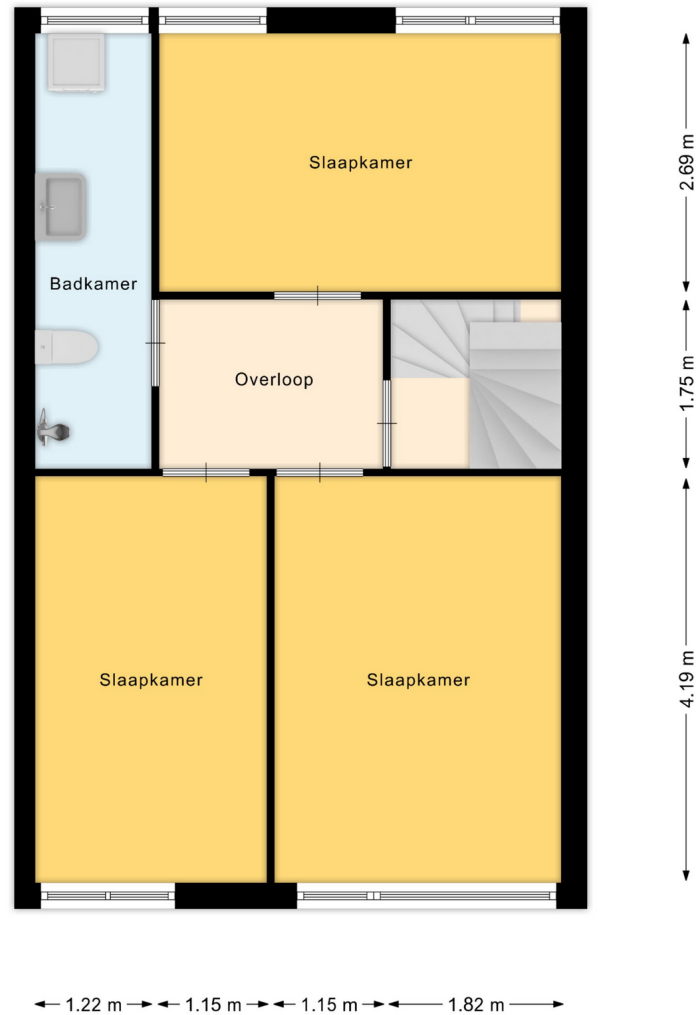 Slaapkamer
2.69 m
Badkamer
Overloop
1.75 m
Slaapkamer
Slaapkamer
4.19 m
1.22 m
1.15 m
1.15 m
1.82 m